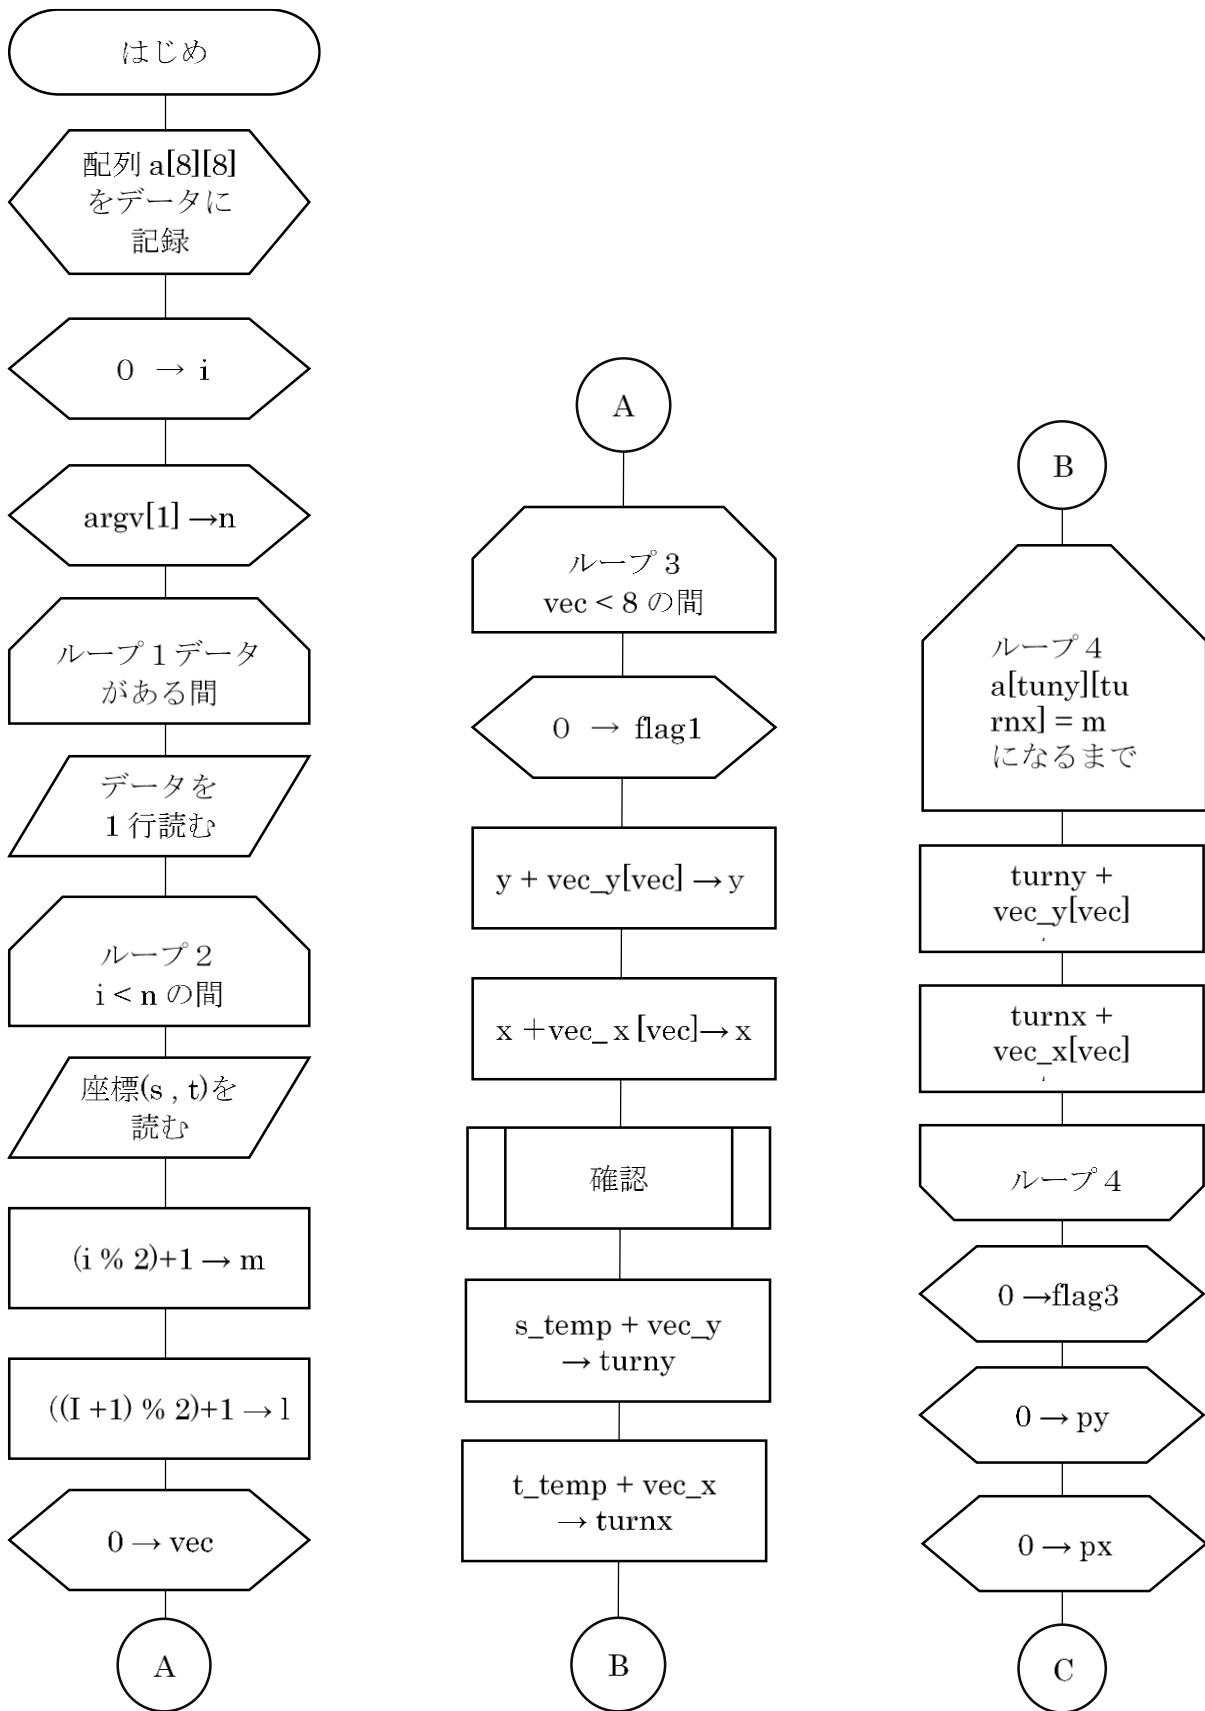 はじめ
配列 a[8][8]
をデータに
記録
0 → i
argv[1] →n
ループ 1 データ
がある間
データを
1 行読む
ループ 2
i < n の間
座標(s , t)を
読む
(i % 2)+1 → m
((I +1) % 2)+1 → l
0 → vec
A
A
ループ 3
vec < 8 の間
0 → flag1
y + vec_y[vec] → y
x +vec_ x [vec]→ x
確認
s_temp + vec_y
→ turny
t_temp + vec_x
→ turnx
B
B
ループ 4
a[tuny][tu
rnx] = m
になるまで
turny +
vec_y[vec]
turnx +
vec_x[vec]
ループ 4
0 →flag3
0 → py
0 → px
C